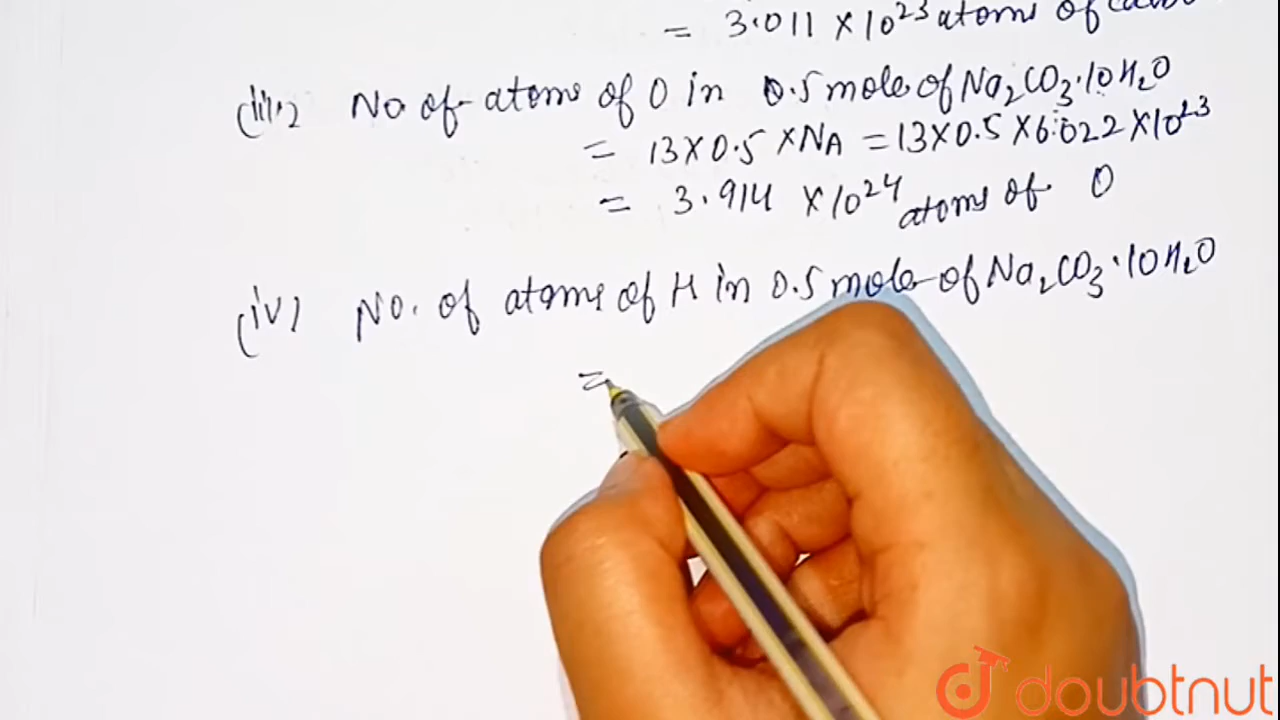 = 3.011 × 10²³ atoms of
(iii) No of atoms of O in 0.5 mole of Na₂CO₃.10H₂O
= 13 × 0.5 × NA = 13 × 0.5 × 6.022 × 10²³
= 3.914 × 10²⁴ atoms of O
(iv) No. of atoms of H in 0.5 mole of Na₂CO₃.10H₂O
=
doubtnut